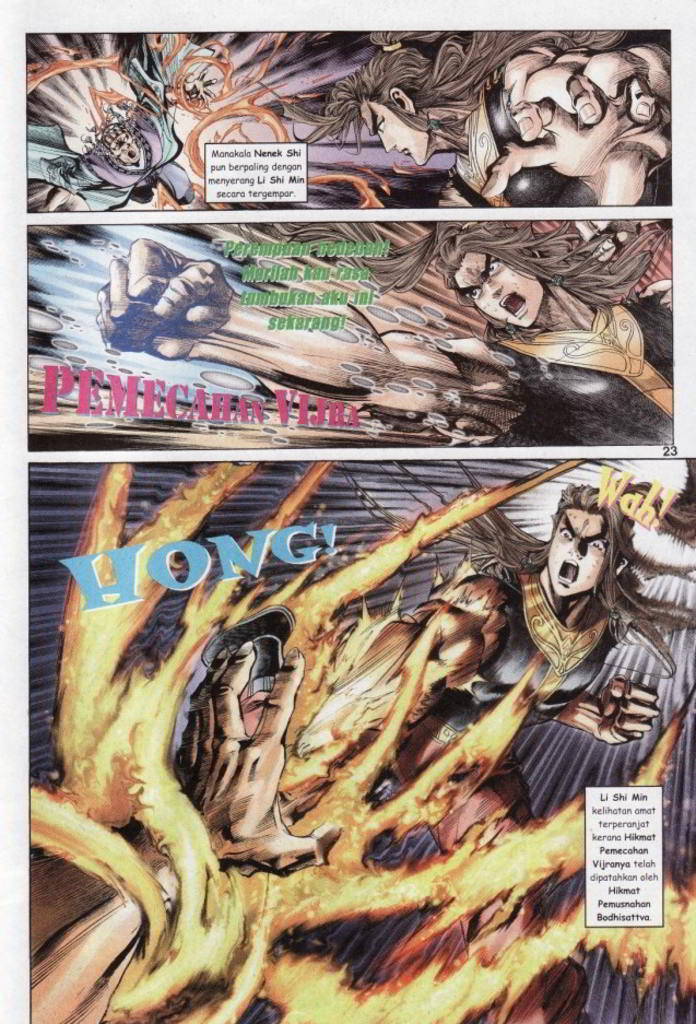 Manakala Nenek Shi
pun berpaling dengan
menyerang Li Shi Min
secara tergempar.
Perempuan bedebah!
Marilah kau rasa
tumbukan aku ini
sekarang!
PEMECAHAN VIJRA
23
Wah!
HONG!
Li Shi Min
kelihatan amat
terperanjat
kerana Hikmat
Pemecahan
Vijranya telah
dipatahkan oleh
Hikmat
Pemusnahan
Bodhisattva.